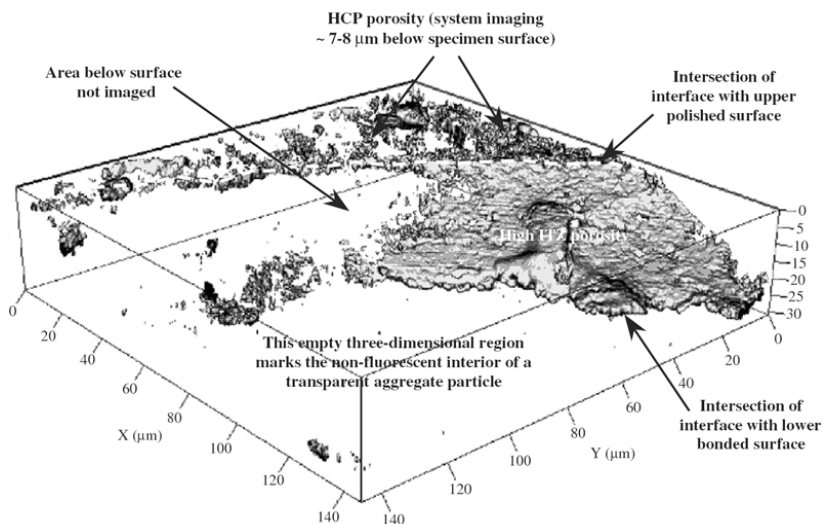 HCP porosity (system imaging
~ 7-8 μm below specimen surface)
Area below surface
not imaged
Intersection of
interface with upper
polished surface
High ITZ porosity
0
5
10
15
20
25
30
This empty three-dimensional region
marks the non-fluorescent interior of a
transparent aggregate particle
Intersection of
interface with lower
bonded surface
0
20
40
60
80
100
120
140
X (μm)
0
20
40
60
80
100
120
140
Y (μm)